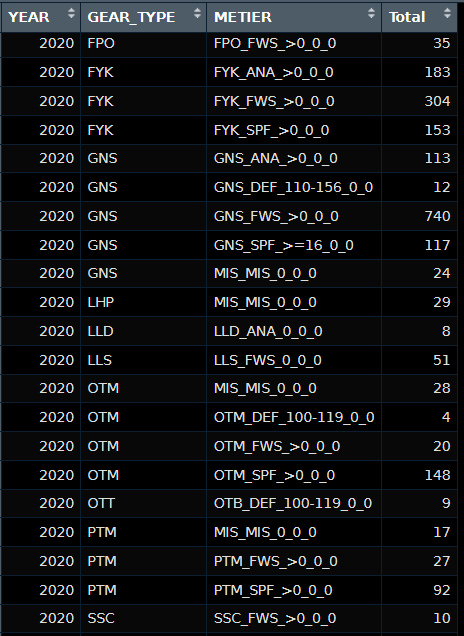 YEAR GEAR_TYPE METIER Total
2020 FPO FPO_FWS_>0_0_0 35
2020 FYK FYK_ANA_>0_0_0 183
2020 FYK FYK_FWS_>0_0_0 304
2020 FYK FYK_SPF_>0_0_0 153
2020 GNS GNS_ANA_>0_0_0 113
2020 GNS GNS_DEF_110-156_0_0 12
2020 GNS GNS_FWS_>0_0_0 740
2020 GNS GNS_SPF_>=16_0_0 117
2020 GNS MIS_MIS_0_0_0 24
2020 LHP MIS_MIS_0_0_0 29
2020 LLD LLD_ANA_0_0_0 8
2020 LLS LLS_FWS_0_0_0 51
2020 OTM MIS_MIS_0_0_0 28
2020 OTM OTM_DEF_100-119_0_0 4
2020 OTM OTM_FWS_>0_0_0 20
2020 OTM OTM_SPF_>0_0_0 148
2020 OTT OTB_DEF_100-119_0_0 9
2020 PTM MIS_MIS_0_0_0 17
2020 PTM PTM_FWS_>0_0_0 27
2020 PTM PTM_SPF_>0_0_0 92
2020 SSC SSC_FWS_>0_0_0 10